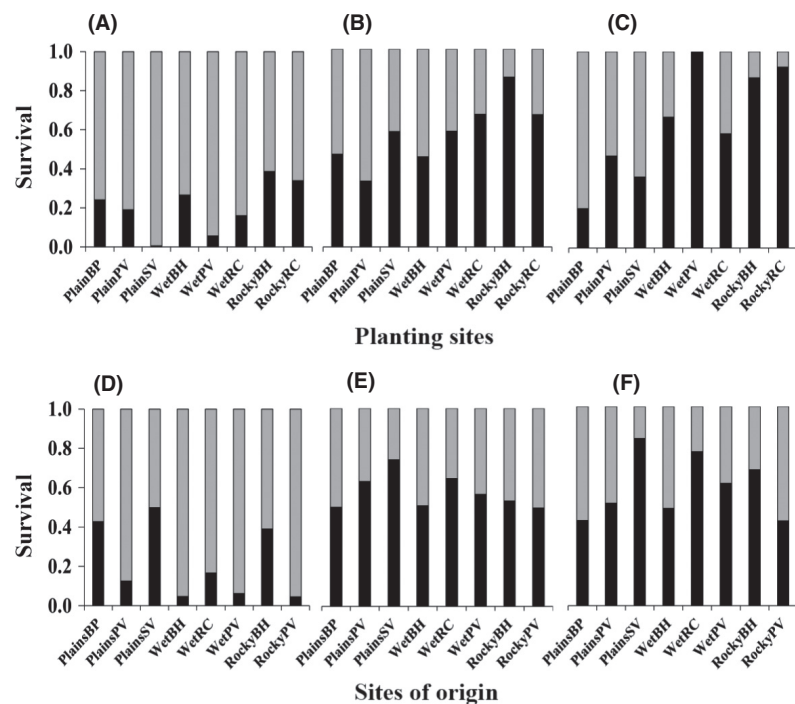 (A) (B) (C)
Survival
1.0
0.8
0.6
0.4
0.2
0.0
PlainBP PlainPV PlainSV WetBH WetPV WetRC RockyBH RockyRC
PlainBP PlainPV PlainSV WetBH WetPV WetRC RockyBH RockyRC
PlainBP PlainPV PlainSV WetBH WetPV WetRC RockyBH RockyRC
Planting sites
(D) (E) (F)
Survival
1.0
0.8
0.6
0.4
0.2
0.0
PlainsBP PlainsPV PlainsSV WetBH WetRC WetPV RockyBH RockyPV
PlainsBP PlainsPV PlainsSV WetBH WetRC WetPV RockyBH RockyPV
PlainsBP PlainsPV PlainsSV WetBH WetRC WetPV RockyBH RockyPV
Sites of origin